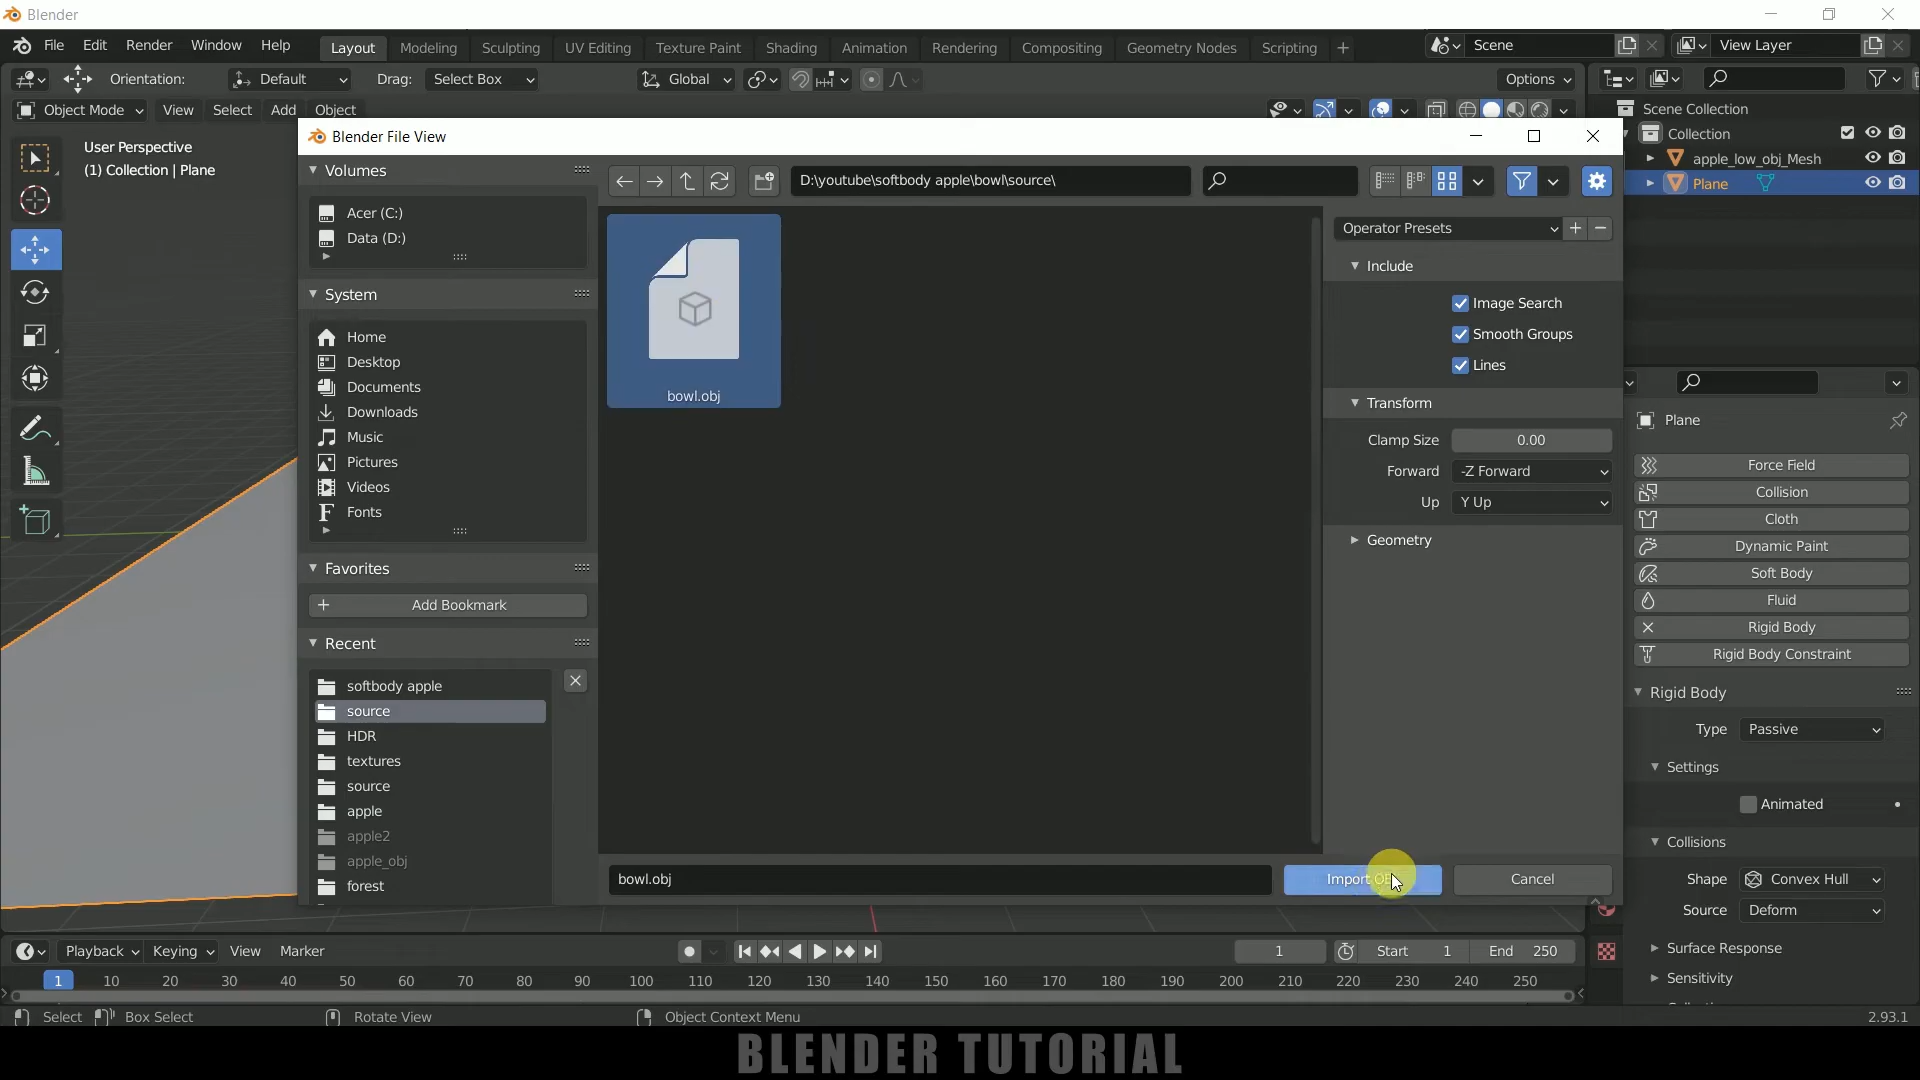 Blender
File Edit Render Window Help Layout Modeling Sculpting UV Editing Texture Paint Shading Animation Rendering Compositing Geometry Nodes Scripting + Scene View Layer
Orientation: Default Drag: Select Box Global Options
Object Mode View Select Add Object
User Perspective
(1) Collection | Plane
Scene Collection
Collection
apple_low_obj_Mesh
Plane
Blender File View
Volumes
Acer (C:)
Data (D:)
System
Home
Desktop
Documents
Downloads
Music
Pictures
Videos
Fonts
Favorites
Add Bookmark
Recent
softbody apple
source
HDR
textures
source
apple
apple2
apple_obj
forest
D:\youtube\softbody apple\bowl\source\
bowl.obj
Operator Presets
Include
Image Search
Smooth Groups
Lines
Transform
Clamp Size 0.00
Forward -Z Forward
Up Y Up
Geometry
bowl.obj
Import
Cancel
Plane
Force Field
Collision
Cloth
Dynamic Paint
Soft Body
Fluid
Rigid Body
Rigid Body Constraint
Rigid Body
Type Passive
Settings
Animated
Collisions
Shape Convex Hull
Source Deform
Surface Response
Sensitivity
Playback Keying View Marker 1 Start 1 End 250
1 10 20 30 40 50 60 70 80 90 100 110 120 130 140 150 160 170 180 190 200 210 220 230 240 250
Select Box Select Rotate View Object Context Menu 2.93.1
BLENDER TUTORIAL